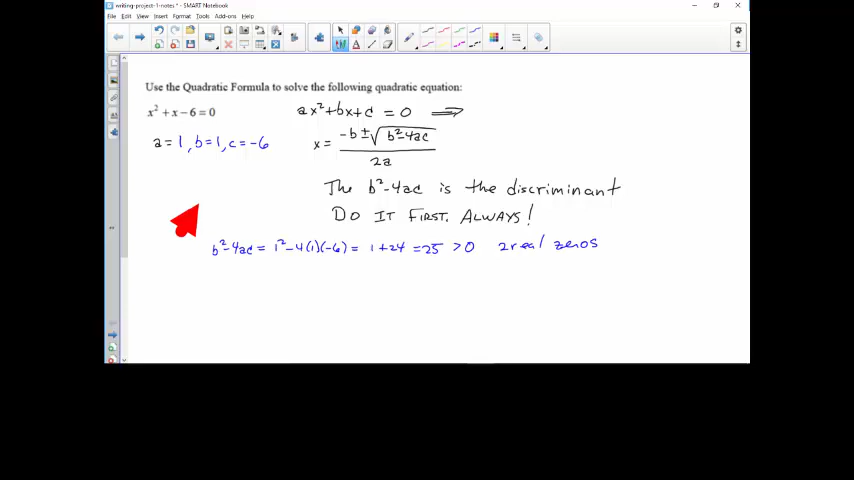 writing-project-1-notes * - SMART Notebook
File Edit View Insert Format Tools Add-ons Help
Use the Quadratic Formula to solve the following quadratic equation:
x² + x − 6 = 0 ax²+bx+c = 0 ⟹
a = 1, b = 1, c = -6 x = (-b ± √(b²-4ac)) / 2a
The b²-4ac is the discriminant
DO IT FIRST. ALWAYS!
b²-4ac = 1²-4(1)(-6) = 1+24 = 25 > 0 2 real zeros